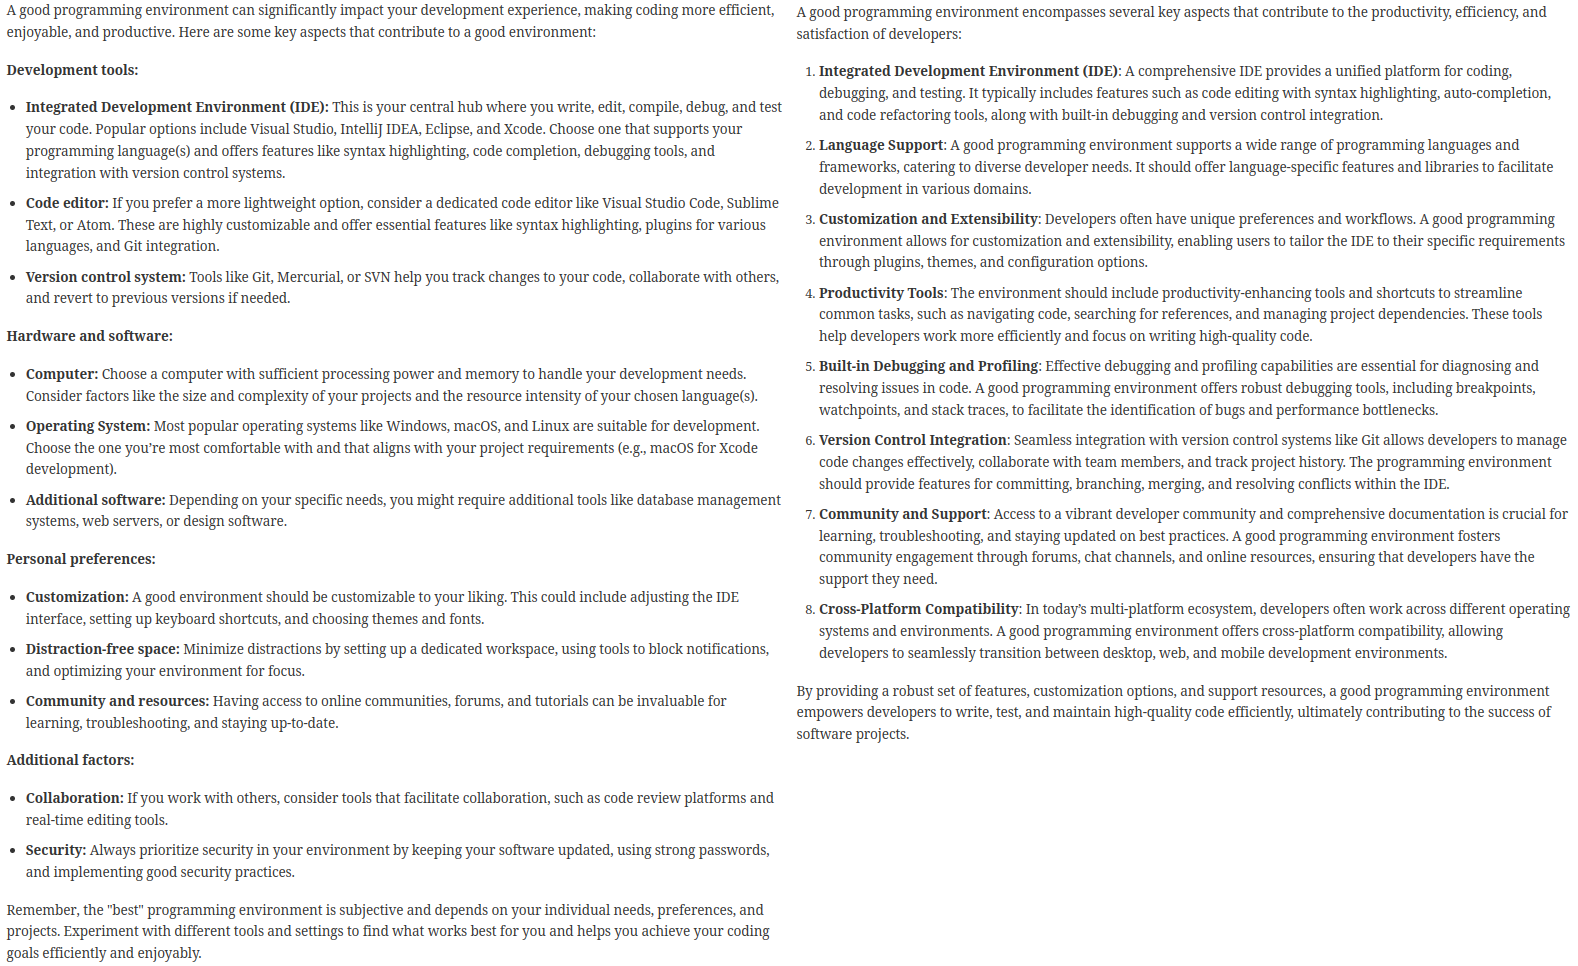 A good programming environment can significantly impact your development experience, making coding more efficient,
enjoyable, and productive. Here are some key aspects that contribute to a good environment:
Development tools:
• Integrated Development Environment (IDE): This is your central hub where you write, edit, compile, debug, and test
your code. Popular options include Visual Studio, IntelliJ IDEA, Eclipse, and Xcode. Choose one that supports your
programming language(s) and offers features like syntax highlighting, code completion, debugging tools, and
integration with version control systems.
• Code editor: If you prefer a more lightweight option, consider a dedicated code editor like Visual Studio Code, Sublime
Text, or Atom. These are highly customizable and offer essential features like syntax highlighting, plugins for various
languages, and Git integration.
• Version control system: Tools like Git, Mercurial, or SVN help you track changes to your code, collaborate with others,
and revert to previous versions if needed.
Hardware and software:
• Computer: Choose a computer with sufficient processing power and memory to handle your development needs.
Consider factors like the size and complexity of your projects and the resource intensity of your chosen language(s).
• Operating System: Most popular operating systems like Windows, macOS, and Linux are suitable for development.
Choose the one you’re most comfortable with and that aligns with your project requirements (e.g., macOS for Xcode
development).
• Additional software: Depending on your specific needs, you might require additional tools like database management
systems, web servers, or design software.
Personal preferences:
• Customization: A good environment should be customizable to your liking. This could include adjusting the IDE
interface, setting up keyboard shortcuts, and choosing themes and fonts.
• Distraction-free space: Minimize distractions by setting up a dedicated workspace, using tools to block notifications,
and optimizing your environment for focus.
• Community and resources: Having access to online communities, forums, and tutorials can be invaluable for
learning, troubleshooting, and staying up-to-date.
Additional factors:
• Collaboration: If you work with others, consider tools that facilitate collaboration, such as code review platforms and
real-time editing tools.
• Security: Always prioritize security in your environment by keeping your software updated, using strong passwords,
and implementing good security practices.
Remember, the "best" programming environment is subjective and depends on your individual needs, preferences, and
projects. Experiment with different tools and settings to find what works best for you and helps you achieve your coding
goals efficiently and enjoyably.
A good programming environment encompasses several key aspects that contribute to the productivity, efficiency, and
satisfaction of developers:
1. Integrated Development Environment (IDE): A comprehensive IDE provides a unified platform for coding,
debugging, and testing. It typically includes features such as code editing with syntax highlighting, auto-completion,
and code refactoring tools, along with built-in debugging and version control integration.
2. Language Support: A good programming environment supports a wide range of programming languages and
frameworks, catering to diverse developer needs. It should offer language-specific features and libraries to facilitate
development in various domains.
3. Customization and Extensibility: Developers often have unique preferences and workflows. A good programming
environment allows for customization and extensibility, enabling users to tailor the IDE to their specific requirements
through plugins, themes, and configuration options.
4. Productivity Tools: The environment should include productivity-enhancing tools and shortcuts to streamline
common tasks, such as navigating code, searching for references, and managing project dependencies. These tools
help developers work more efficiently and focus on writing high-quality code.
5. Built-in Debugging and Profiling: Effective debugging and profiling capabilities are essential for diagnosing and
resolving issues in code. A good programming environment offers robust debugging tools, including breakpoints,
watchpoints, and stack traces, to facilitate the identification of bugs and performance bottlenecks.
6. Version Control Integration: Seamless integration with version control systems like Git allows developers to manage
code changes effectively, collaborate with team members, and track project history. The programming environment
should provide features for committing, branching, merging, and resolving conflicts within the IDE.
7. Community and Support: Access to a vibrant developer community and comprehensive documentation is crucial for
learning, troubleshooting, and staying updated on best practices. A good programming environment fosters
community engagement through forums, chat channels, and online resources, ensuring that developers have the
support they need.
8. Cross-Platform Compatibility: In today’s multi-platform ecosystem, developers often work across different operating
systems and environments. A good programming environment offers cross-platform compatibility, allowing
developers to seamlessly transition between desktop, web, and mobile development environments.
By providing a robust set of features, customization options, and support resources, a good programming environment
empowers developers to write, test, and maintain high-quality code efficiently, ultimately contributing to the success of
software projects.